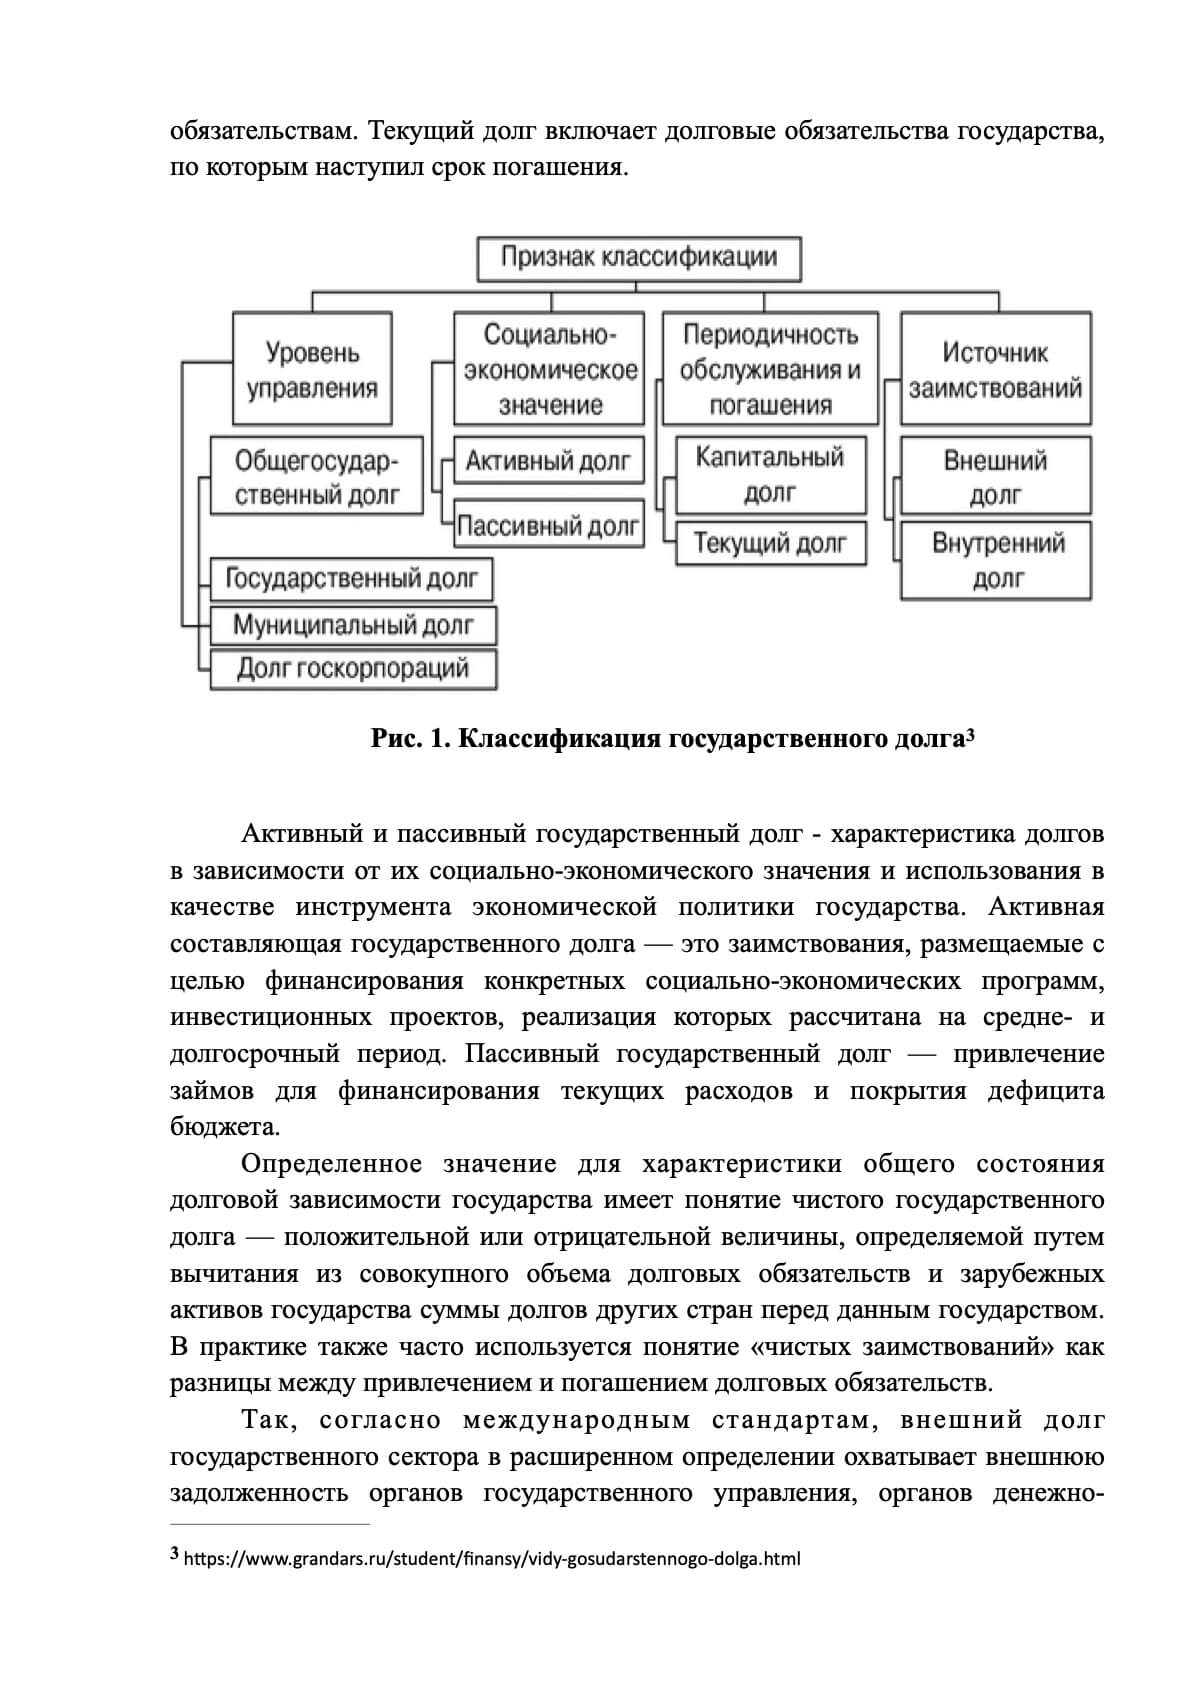 обязательствам. Текущий долг включает долговые обязательства государства,
по которым наступил срок погашения.
Признак классификации
Уровень
управления
Общегосудар-
ственный долг
Государственный долг
Муниципальный долг
Долг госкорпораций
Социально-
экономическое
значение
Активный долг
Пассивный долг
Периодичность
обслуживания и
погашения
Капитальный
долг
Текущий долг
Источник
заимствований
Внешний
долг
Внутренний
долг
Рис. 1. Классификация государственного долга³
Активный и пассивный государственный долг - характеристика долгов
в зависимости от их социально-экономического значения и использования в
качестве инструмента экономической политики государства. Активная
составляющая государственного долга — это заимствования, размещаемые с
целью финансирования конкретных социально-экономических программ,
инвестиционных проектов, реализация которых рассчитана на средне- и
долгосрочный период. Пассивный государственный долг — привлечение
займов для финансирования текущих расходов и покрытия дефицита
бюджета.
Определенное значение для характеристики общего состояния
долговой зависимости государства имеет понятие чистого государственного
долга — положительной или отрицательной величины, определяемой путем
вычитания из совокупного объема долговых обязательств и зарубежных
активов государства суммы долгов других стран перед данным государством.
В практике также часто используется понятие «чистых заимствований» как
разницы между привлечением и погашением долговых обязательств.
Так, согласно международным стандартам, внешний долг
государственного сектора в расширенном определении охватывает внешнюю
задолженность органов государственного управления, органов денежно-
³ https://www.grandars.ru/student/finansy/vidy-gosudarstennogo-dolga.html